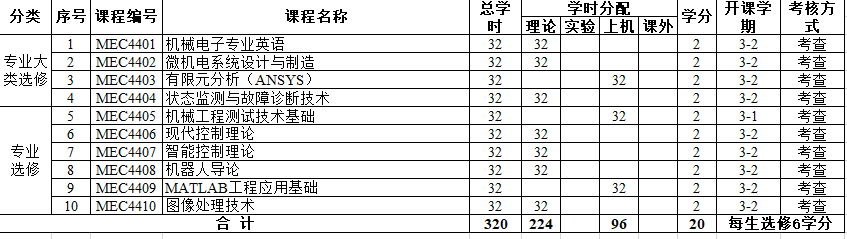 分类 序号 课程编号 课程名称 总学时 学时分配 学分 开课学期 考核方式
理论 实验 上机 课外
专业大类选修
1 MEC4401 机械电子专业英语 32 32 2 3-2 考查
2 MEC4402 微机电系统设计与制造 32 32 2 3-2 考查
3 MEC4403 有限元分析（ANSYS） 32 32 2 3-2 考查
4 MEC4404 状态监测与故障诊断技术 32 32 2 3-2 考查
专业选修
5 MEC4405 机械工程测试技术基础 32 32 2 3-1 考查
6 MEC4406 现代控制理论 32 32 2 3-2 考查
7 MEC4407 智能控制理论 32 32 2 3-2 考查
8 MEC4408 机器人导论 32 32 2 3-2 考查
9 MEC4409 MATLAB工程应用基础 32 32 2 3-2 考查
10 MEC4410 图像处理技术 32 32 2 3-2 考查
合 计 320 224 96 20 每生选修6学分